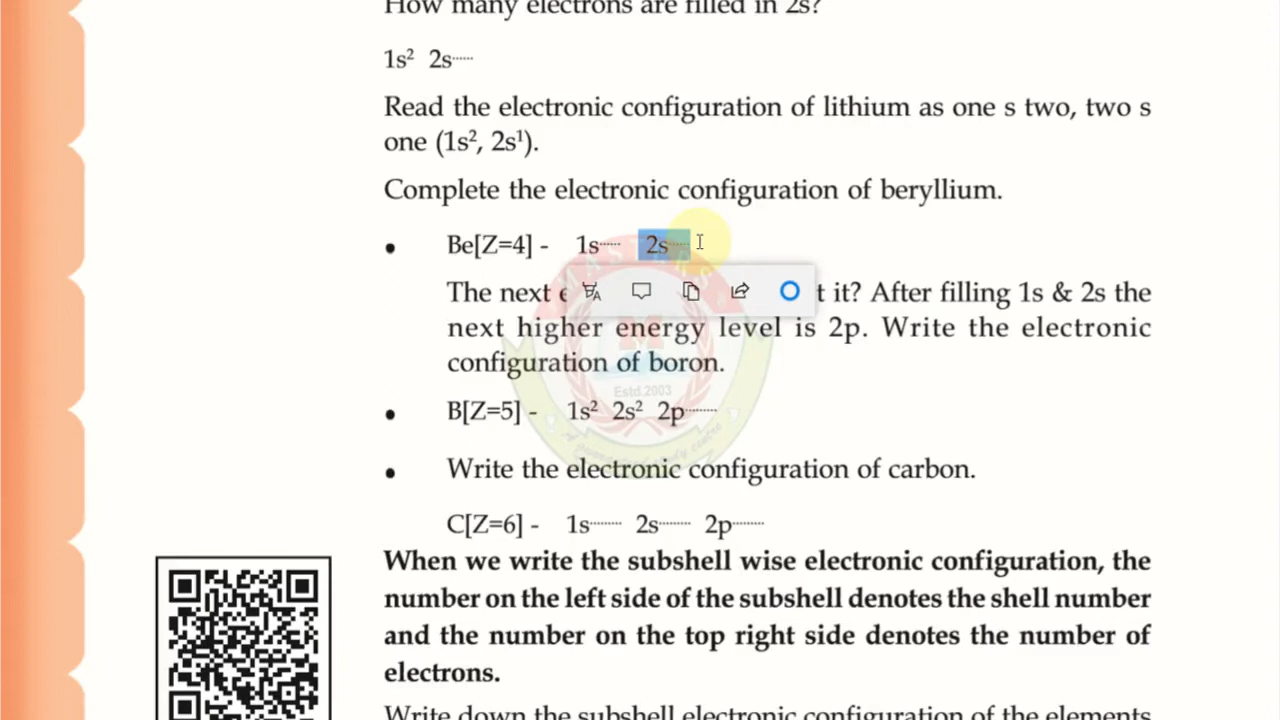 How many electrons are filled in 2s?
1s² 2s......
Read the electronic configuration of lithium as one s two, two s
one (1s², 2s¹).
Complete the electronic configuration of beryllium.
• Be[Z=4] - 1s...... 2s......
The next t it? After filling 1s & 2s the
next higher energy level is 2p. Write the electronic
configuration of boron.
Estd.2003
• B[Z=5] - 1s² 2s² 2p.........
• Write the electronic configuration of carbon.
C[Z=6] - 1s......... 2s......... 2p.........
When we write the subshell wise electronic configuration, the
number on the left side of the subshell denotes the shell number
and the number on the top right side denotes the number of
electrons.
Write down the subshell electronic configuration of the elements